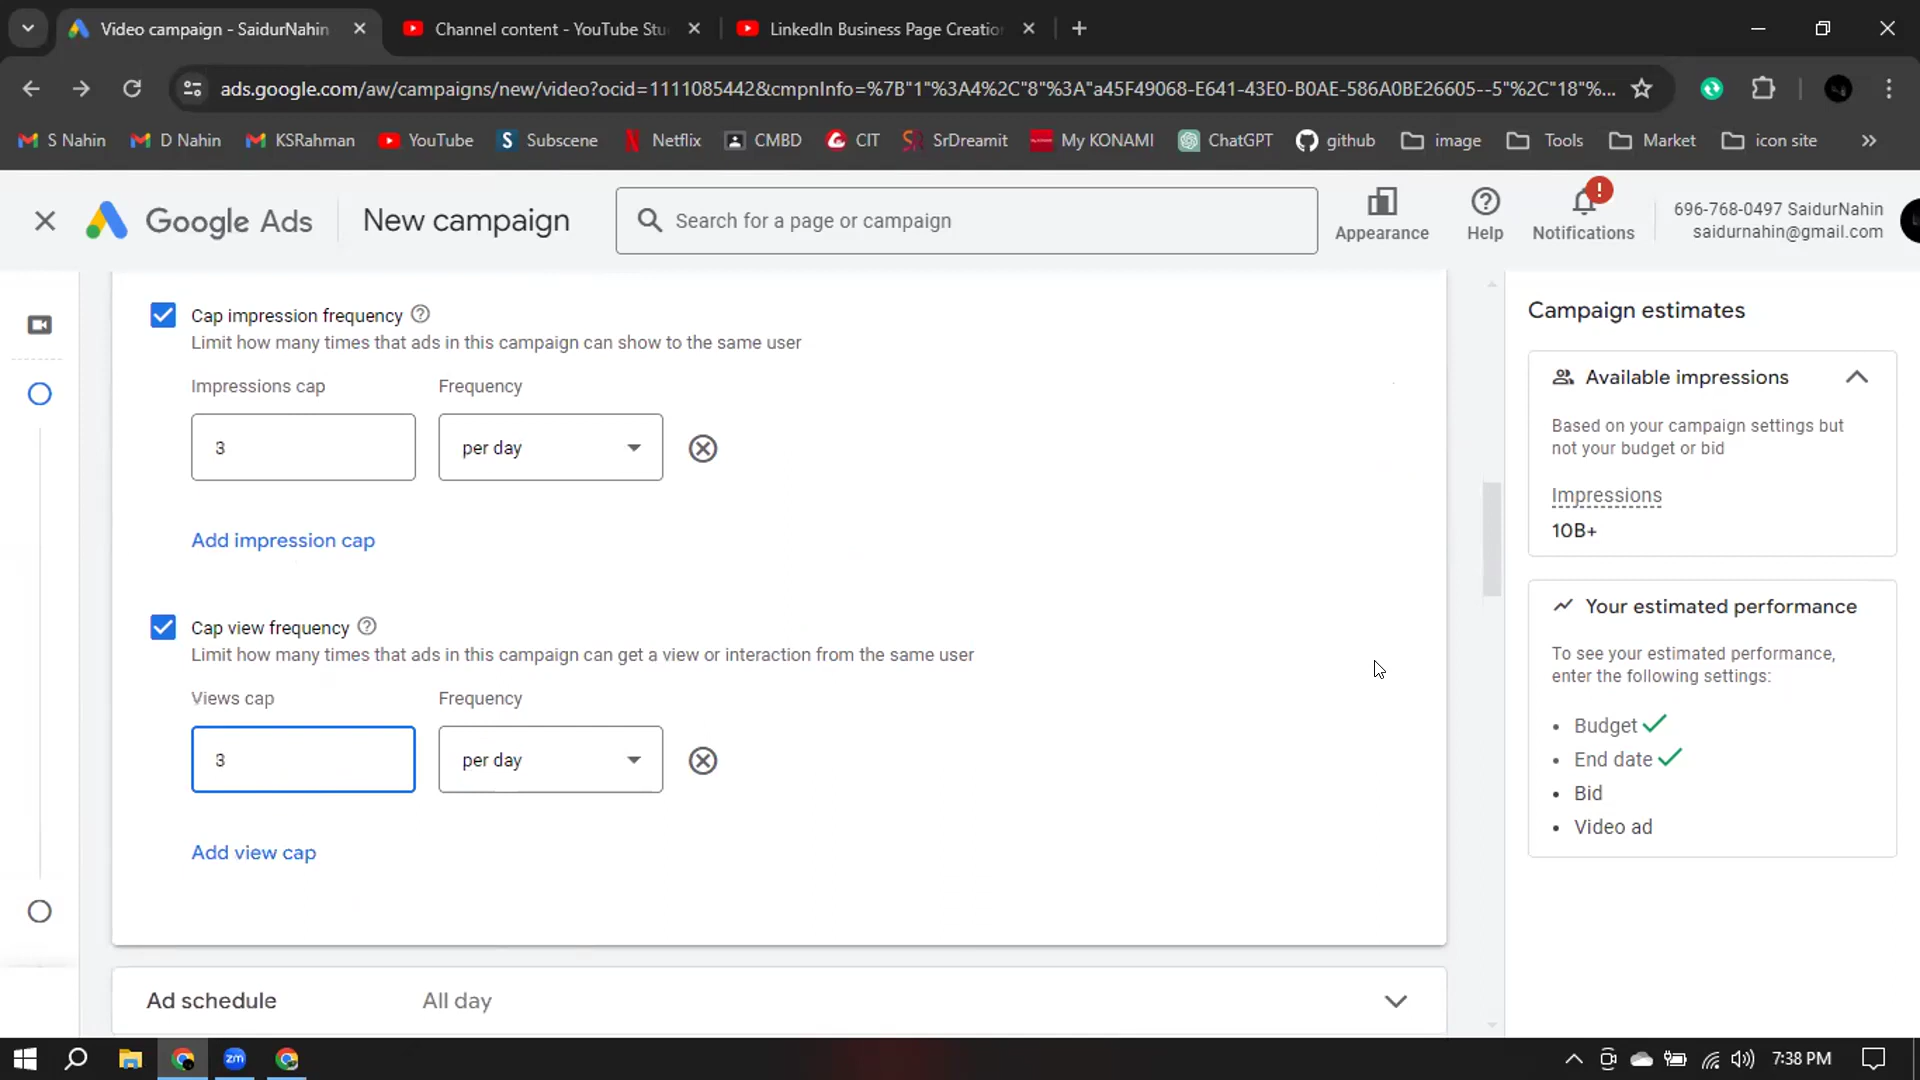 Video campaign - SaidurNahin
Channel content - YouTube Stu
LinkedIn Business Page Creatio
ads.google.com/aw/campaigns/new/video?ocid=1111085442&cmpnInfo=%7B"1"%3A4%2C"8"%3A"a45F49068-E641-43E0-B0AE-586A0BE26605--5"%2C"18"%...
S Nahin
D Nahin
KSRahman
YouTube
Subscene
Netflix
CMBD
CIT
SrDreamit
My KONAMI
ChatGPT
github
image
Tools
Market
icon site
Google Ads
New campaign
Search for a page or campaign
Appearance
Help
Notifications
696-768-0497 SaidurNahin
saidurnahin@gmail.com
Cap impression frequency
Limit how many times that ads in this campaign can show to the same user
Impressions cap
Frequency
3
per day
Add impression cap
Cap view frequency
Limit how many times that ads in this campaign can get a view or interaction from the same user
Views cap
Frequency
3
per day
Add view cap
Ad schedule
All day
Campaign estimates
Available impressions
Based on your campaign settings but
not your budget or bid
Impressions
10B+
Your estimated performance
To see your estimated performance,
enter the following settings:
• Budget
• End date
• Bid
• Video ad
zm
7:38 PM